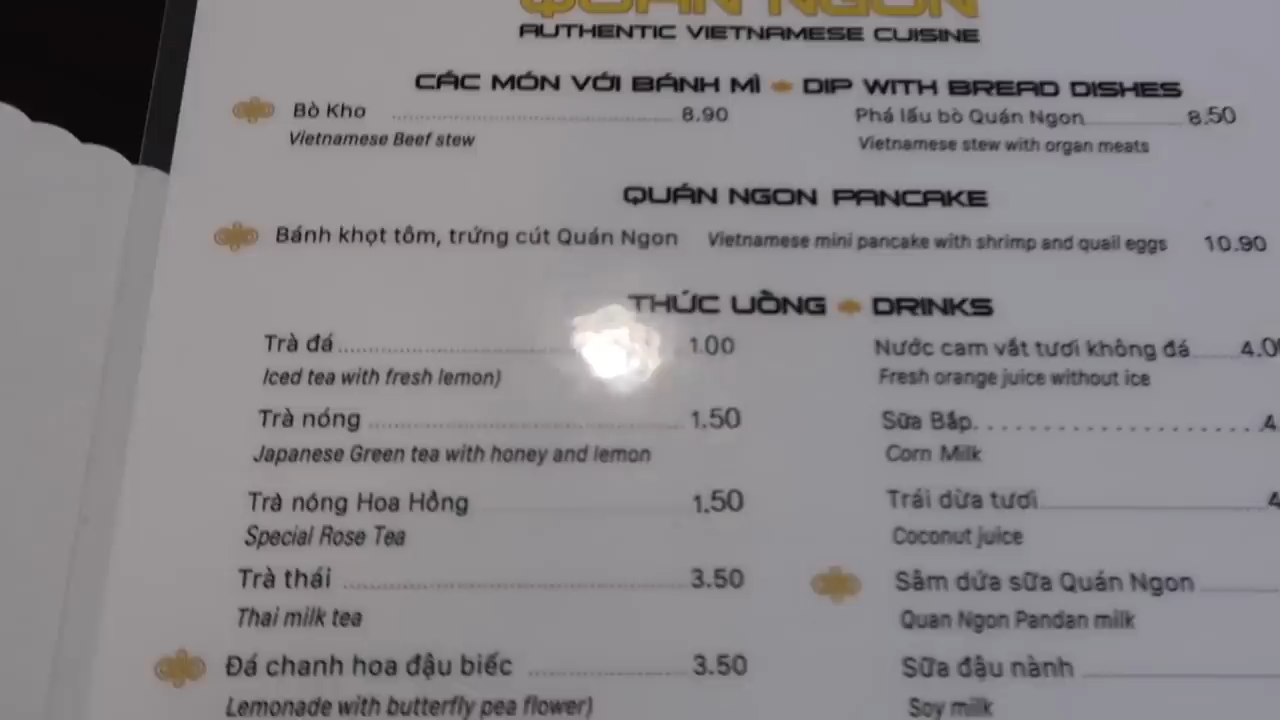 QUÁN NGON
AUTHENTIC VIETNAMESE CUISINE
CÁC MÓN VỚI BÁNH MÌ DIP WITH BREAD DISHES
Bò Kho 8.90
Vietnamese Beef stew
Phá lấu bò Quán Ngon 8.50
Vietnamese stew with organ meats
QUÁN NGON PANCAKE
Bánh khọt tôm, trứng cút Quán Ngon Vietnamese mini pancake with shrimp and quail eggs 10.90
THỨC UỒNG DRINKS
Trà đá 1.00
Iced tea with fresh lemon)
Trà nóng 1.50
Japanese Green tea with honey and lemon
Trà nóng Hoa Hồng 1.50
Special Rose Tea
Trà thái 3.50
Thai milk tea
Đá chanh hoa đậu biếc 3.50
Lemonade with butterfly pea flower)
Nước cam vắt tươi không đá 4.00
Fresh orange juice without ice
Sữa Bắp 4
Corn Milk
Trái dừa tươi 4
Coconut juice
Sâm dứa sữa Quán Ngon
Quan Ngon Pandan milk
Sữa đậu nành
Soy milk